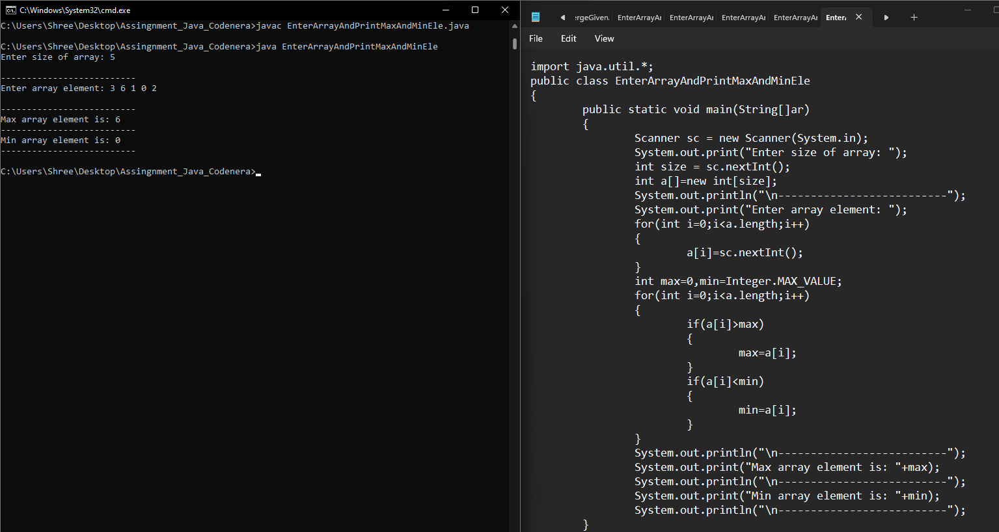 C:\Windows\System32\cmd.exe
C:\Users\Shree\Desktop\Assingnment_Java_Codenera>javac EnterArrayAndPrintMaxAndMinEle.java
C:\Users\Shree\Desktop\Assingnment_Java_Codenera>java EnterArrayAndPrintMaxAndMinEle
Enter size of array: 5
--------------------------
Enter array element: 3 6 1 0 2
--------------------------
Max array element is: 6
--------------------------
Min array element is: 0
--------------------------
C:\Users\Shree\Desktop\Assingnment_Java_Codenera>
ergeGiven. EnterArrayAr EnterArrayAr EnterArrayAr EnterArrayAr Enter
File Edit View
import java.util.*;
public class EnterArrayAndPrintMaxAndMinEle
{
public static void main(String[]ar)
{
Scanner sc = new Scanner(System.in);
System.out.print("Enter size of array: ");
int size = sc.nextInt();
int a[]=new int[size];
System.out.println("\n--------------------------");
System.out.print("Enter array element: ");
for(int i=0;i<a.length;i++)
{
a[i]=sc.nextInt();
}
int max=0,min=Integer.MAX_VALUE;
for(int i=0;i<a.length;i++)
{
if(a[i]>max)
{
max=a[i];
}
if(a[i]<min)
{
min=a[i];
}
}
System.out.println("\n--------------------------");
System.out.print("Max array element is: "+max);
System.out.println("\n--------------------------");
System.out.print("Min array element is: "+min);
System.out.println("\n--------------------------");
}